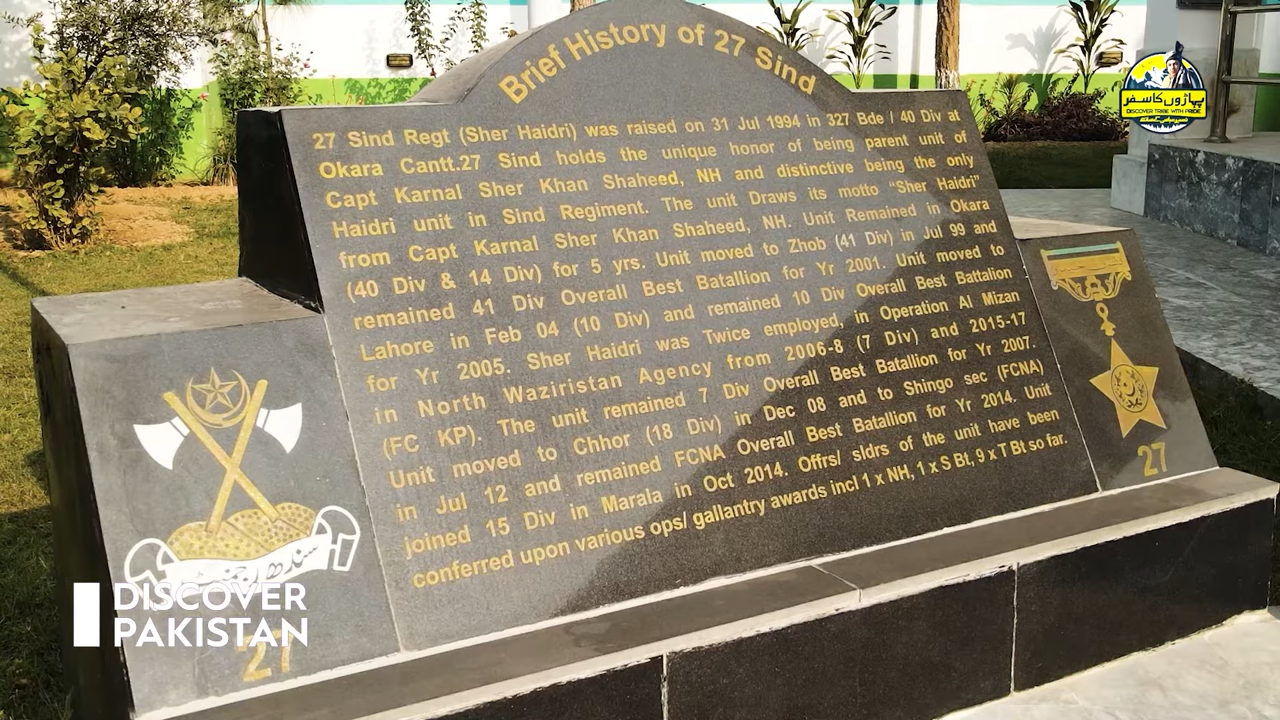 Brief History of 27 Sind
27 Sind Regt (Sher Haidri) was raised on 31 Jul 1994 in 327 Bde / 40 Div at
Okara Cantt.27 Sind holds the unique honor of being parent unit of
Capt Karnal Sher Khan Shaheed, NH and distinctive being the only
Haidri unit in Sind Regiment. The unit Draws its motto “Sher Haidri”
from Capt Karnal Sher Khan Shaheed, NH. Unit Remained in Okara
(40 Div & 14 Div) for 5 yrs. Unit moved to Zhob (41 Div) in Jul 99 and
remained 41 Div Overall Best Batallion for Yr 2001. Unit moved to
Lahore in Feb 04 (10 Div) and remained 10 Div Overall Best Battalion
for Yr 2005. Sher Haidri was Twice employed, in Operation Al Mizan
in North Waziristan Agency from 2006-8 (7 Div) and 2015-17
(FC KP). The unit remained 7 Div Overall Best Batallion for Yr 2007.
Unit moved to Chhor (18 Div) in Dec 08 and to Shingo sec (FCNA)
in Jul 12 and remained FCNA Overall Best Batallion for Yr 2014. Unit
joined 15 Div in Marala in Oct 2014. Offrs/ sldrs of the unit have been
conferred upon various ops/ gallantry awards incl 1 x NH, 1 x S Bt, 9 x T Bt so far.
سندھ رجمنٹ
27
27
پہاڑوں کا سفر
DISCOVER TRIBE WITH PRIDE
DISCOVER
PAKISTAN